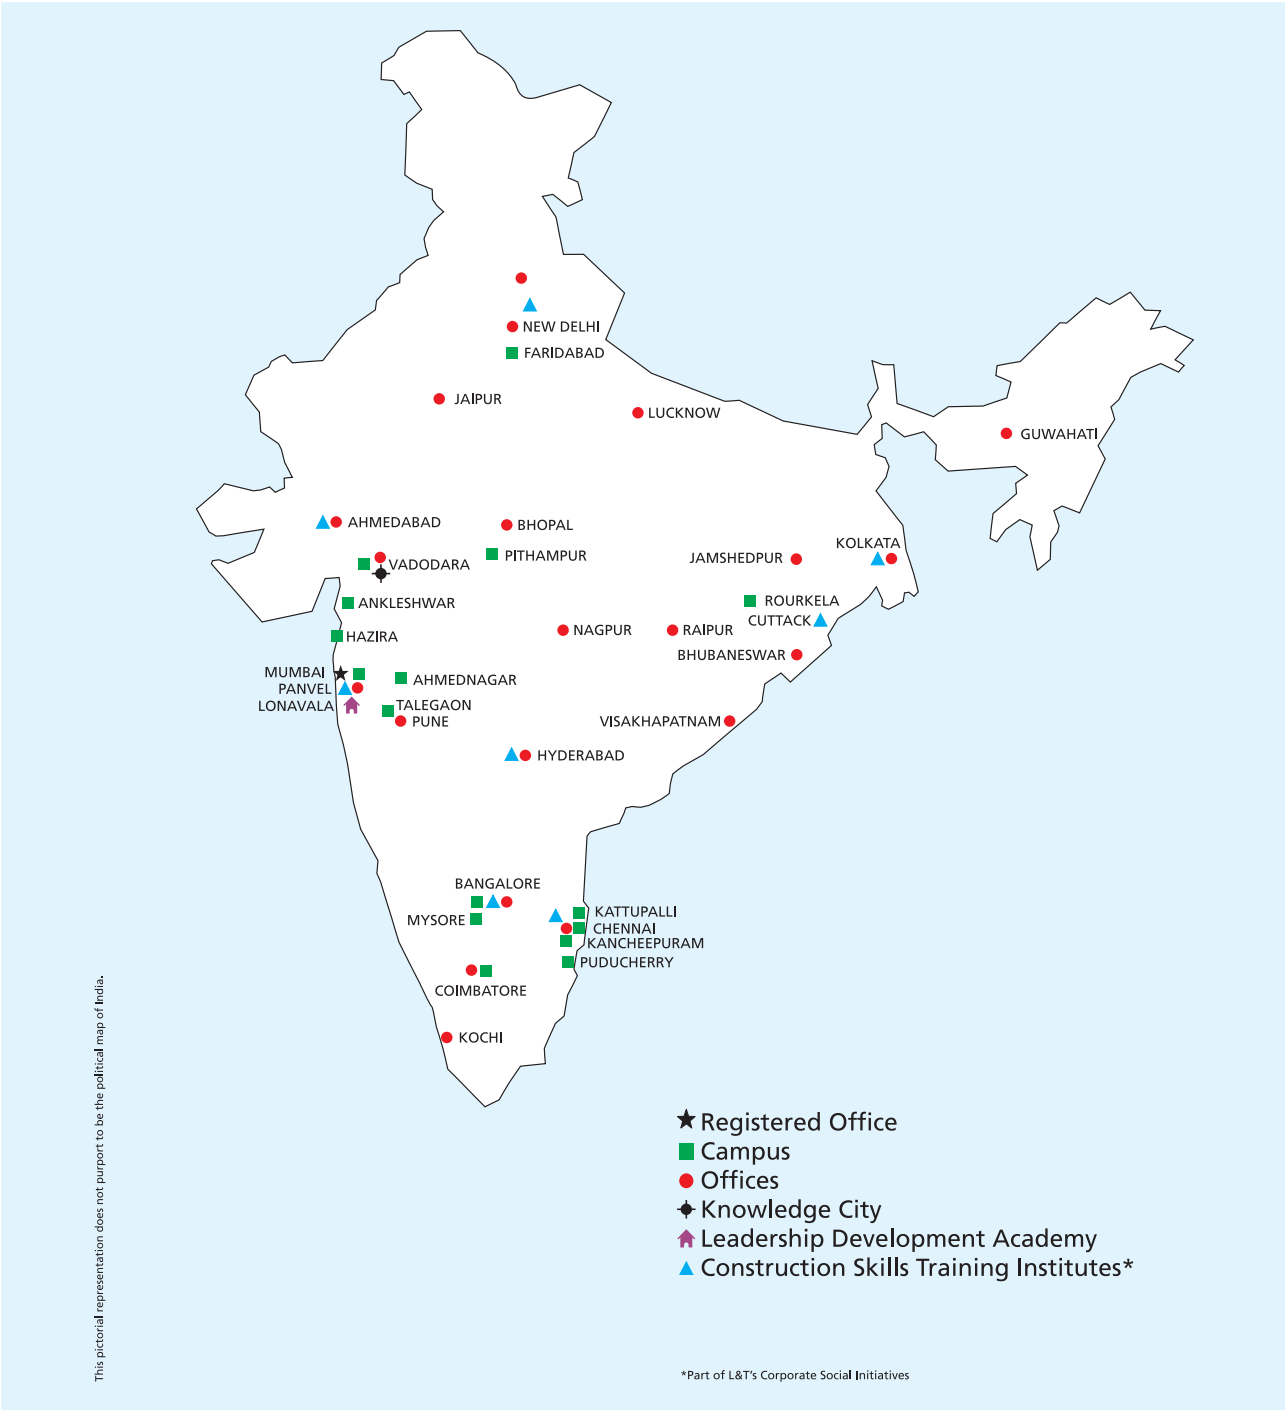 NEW DELHI
FARIDABAD
JAIPUR
LUCKNOW
GUWAHATI
AHMEDABAD
BHOPAL
KOLKATA
PITHAMPUR
JAMSHEDPUR
VADODARA
ANKLESHWAR
ROURKELA
CUTTACK
HAZIRA
NAGPUR
RAIPUR
BHUBANESWAR
MUMBAI
AHMEDNAGAR
PANVEL
LONAVALA
TALEGAON
PUNE
VISAKHAPATNAM
HYDERABAD
BANGALORE
KATTUPALLI
MYSORE
CHENNAI
KANCHEEPURAM
PUDUCHERRY
COIMBATORE
KOCHI
Registered Office
Campus
Offices
Knowledge City
Leadership Development Academy
Construction Skills Training Institutes*
*Part of L&T's Corporate Social Initiatives
This pictorial representation does not purport to be the political map of India.